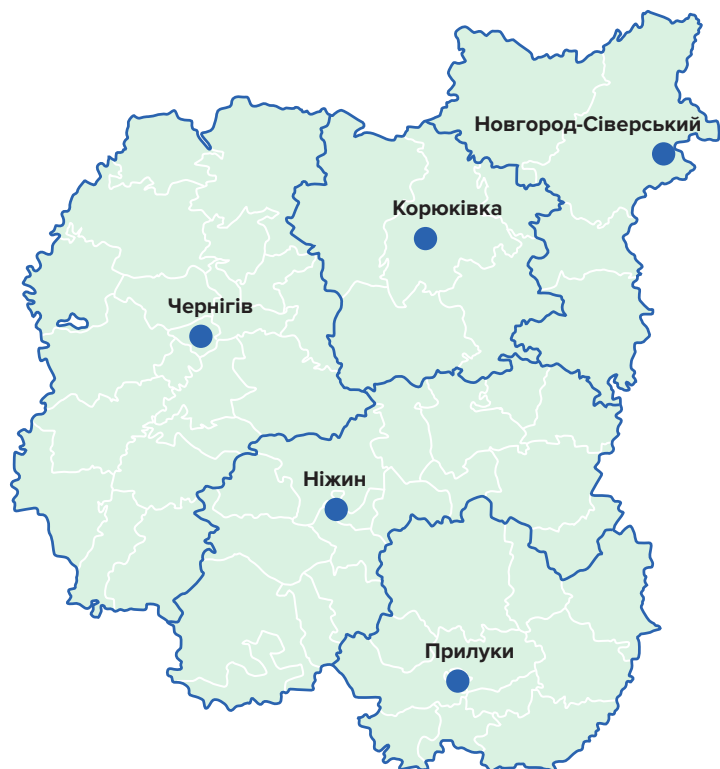 Новгород-Сіверський
Корюківка
Чернігів
Ніжин
Прилуки